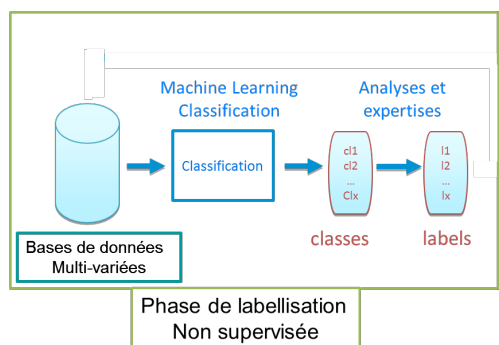 Machine Learning
Classification
Analyses et
expertises
Classification
cl1
cl2
...
Clx
l1
l2
...
lx
classes
labels
Bases de données
Multi-variées
Phase de labellisation
Non supervisée